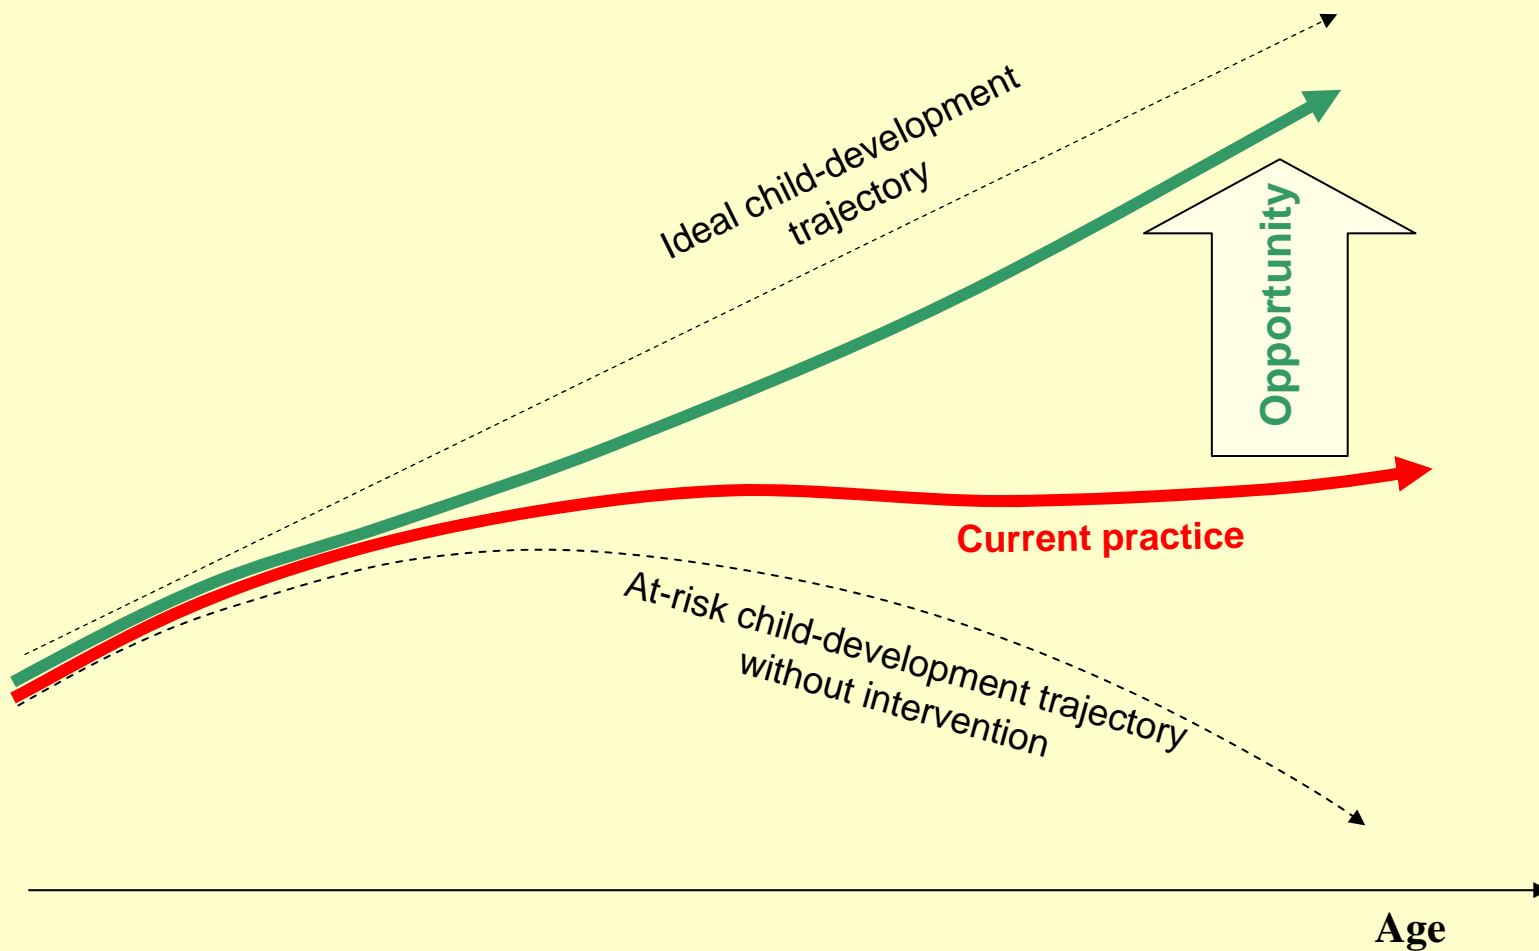 Ideal child-development
trajectory
Opportunity
Current practice
At-risk child-development trajectory
without intervention
Age